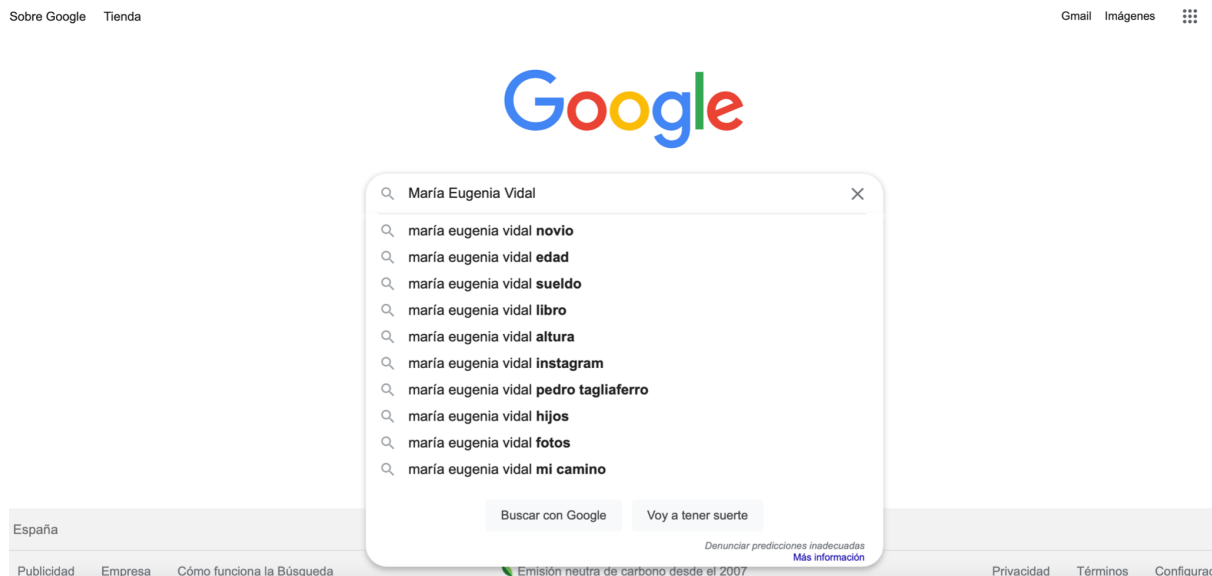 Sobre Google Tienda Gmail Imágenes
Google
María Eugenia Vidal
maría eugenia vidal novio
maría eugenia vidal edad
maría eugenia vidal sueldo
maría eugenia vidal libro
maría eugenia vidal altura
maría eugenia vidal instagram
maría eugenia vidal pedro tagliaferro
maría eugenia vidal hijos
maría eugenia vidal fotos
maría eugenia vidal mi camino
Buscar con Google Voy a tener suerte
España
Denunciar predicciones inadecuadas
Más información
Publicidad Empresa Cómo funciona la Búsqueda Emisión neutra de carbono desde el 2007 Privacidad Términos Configurac